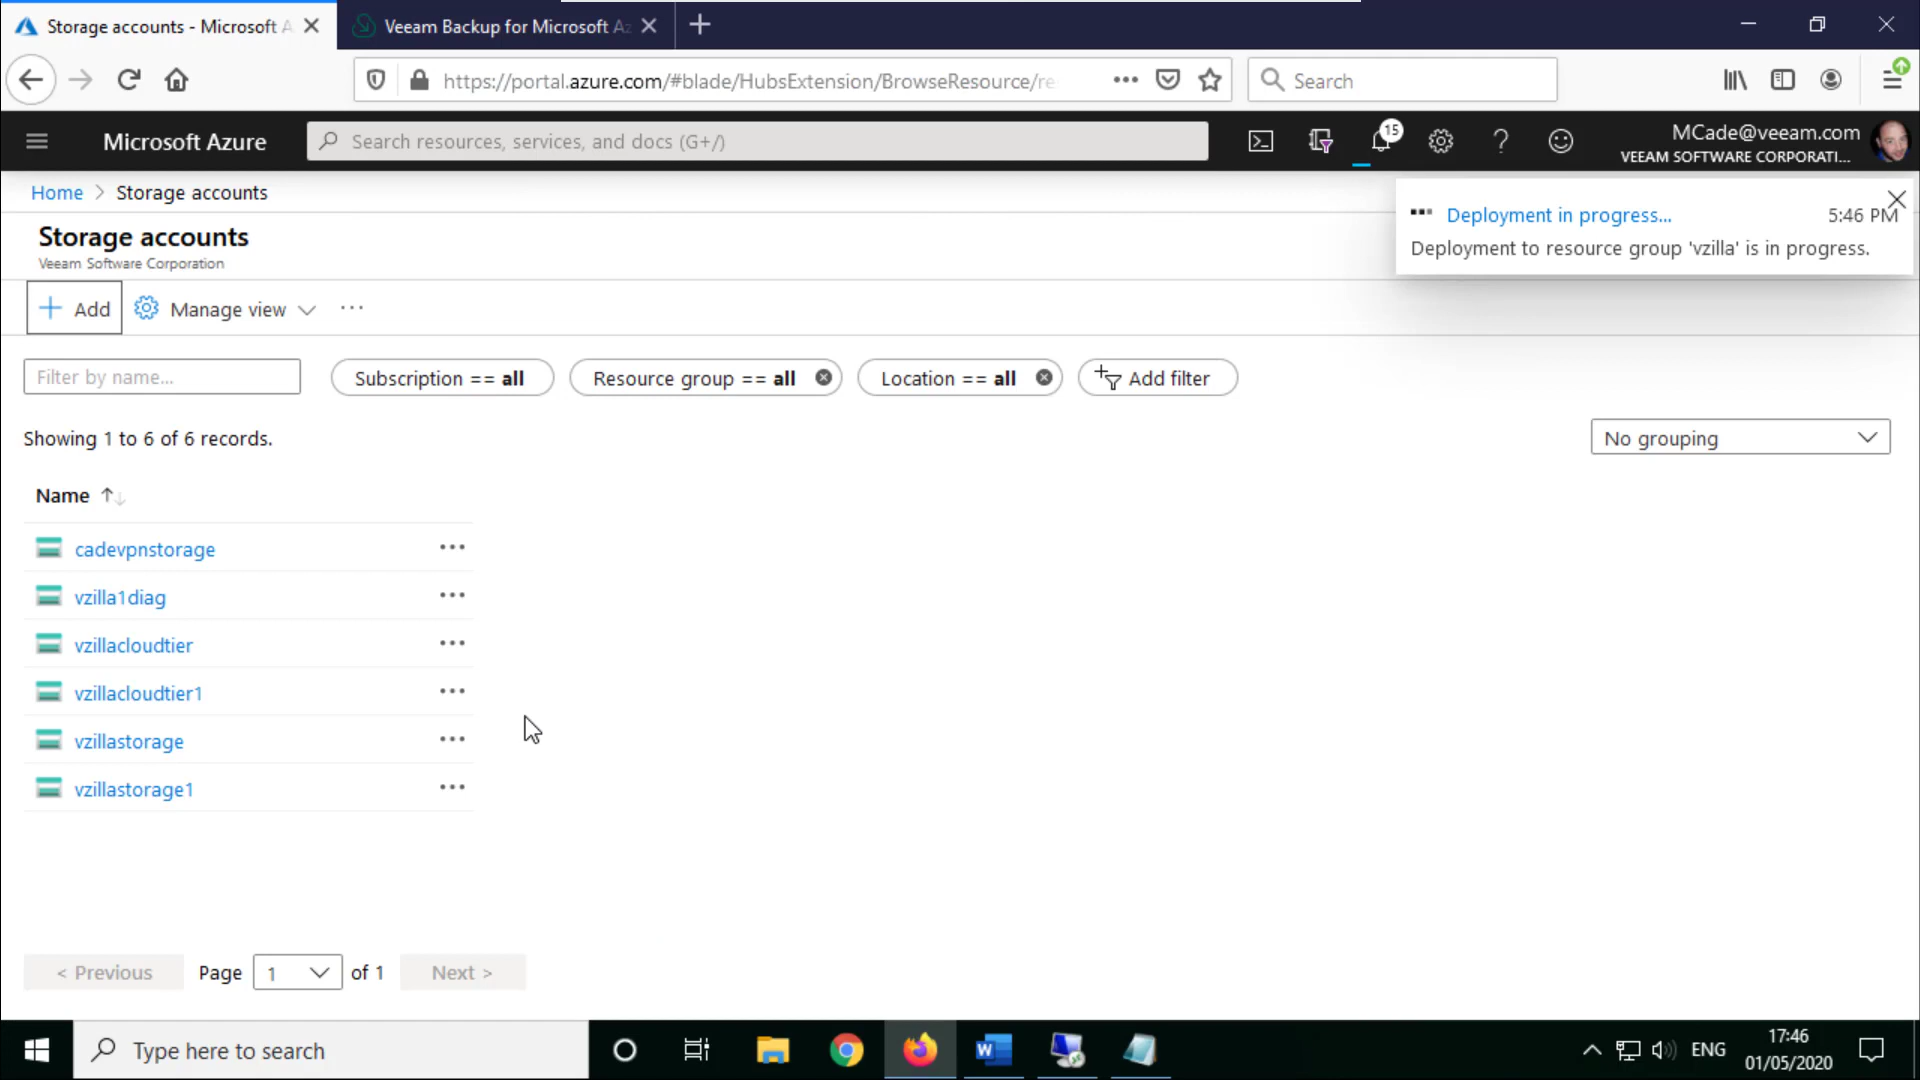 Storage accounts - Microsoft A
Veeam Backup for Microsoft Az
https://portal.azure.com/#blade/HubsExtension/BrowseResource/re
Search
Microsoft Azure
Search resources, services, and docs (G+/)
15
MCade@veeam.com
VEEAM SOFTWARE CORPORATI...
Home > Storage accounts
Deployment in progress...
5:46 PM
Deployment to resource group 'vzilla' is in progress.
Storage accounts
Veeam Software Corporation
+ Add
Manage view
...
Filter by name...
Subscription == all
Resource group == all
Location == all
Add filter
Showing 1 to 6 of 6 records.
No grouping
Name
cadevpnstorage
vzilla1diag
vzillacloudtier
vzillacloudtier1
vzillastorage
vzillastorage1
< Previous
Page
1
of 1
Next >
Type here to search
ENG
17:46
01/05/2020